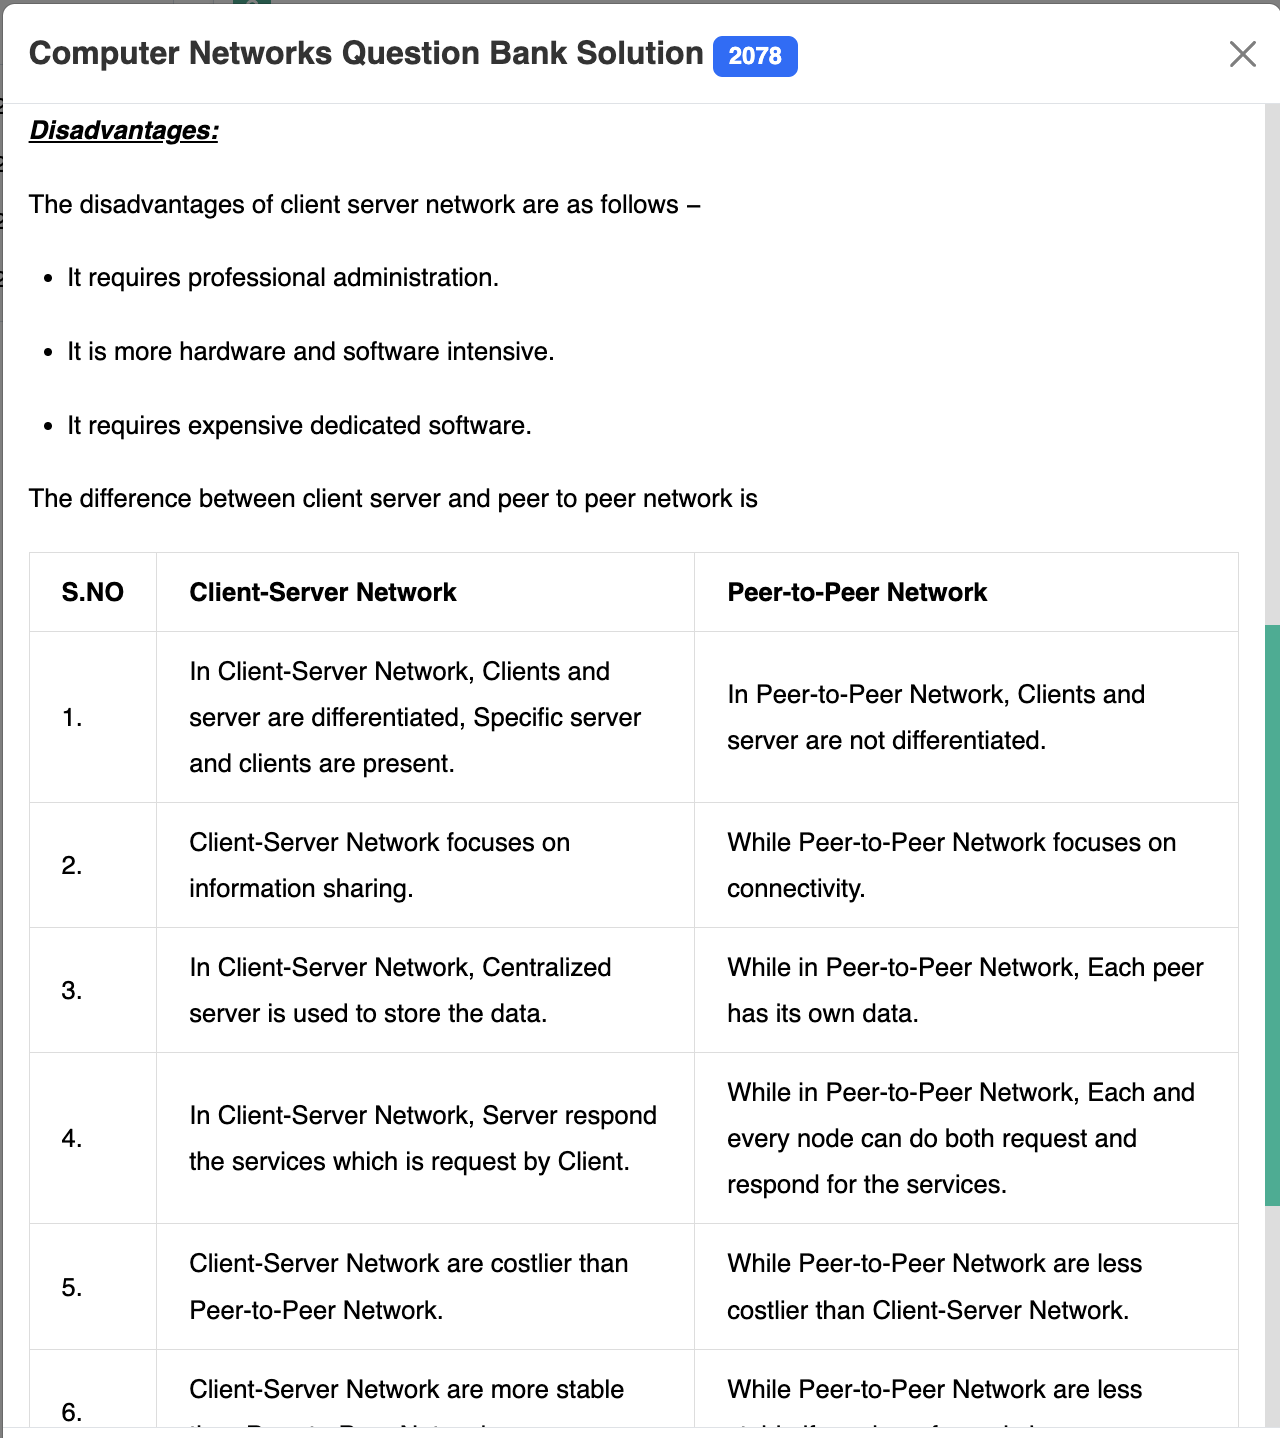 Computer Networks Question Bank Solution 2078
Disadvantages:
The disadvantages of client server network are as follows –
• It requires professional administration.
• It is more hardware and software intensive.
• It requires expensive dedicated software.
The difference between client server and peer to peer network is
S.NO Client-Server Network Peer-to-Peer Network
1.
In Client-Server Network, Clients and
server are differentiated, Specific server
and clients are present.
In Peer-to-Peer Network, Clients and
server are not differentiated.
2.
Client-Server Network focuses on
information sharing.
While Peer-to-Peer Network focuses on
connectivity.
3.
In Client-Server Network, Centralized
server is used to store the data.
While in Peer-to-Peer Network, Each peer
has its own data.
4.
In Client-Server Network, Server respond
the services which is request by Client.
While in Peer-to-Peer Network, Each and
every node can do both request and
respond for the services.
5.
Client-Server Network are costlier than
Peer-to-Peer Network.
While Peer-to-Peer Network are less
costlier than Client-Server Network.
6.
Client-Server Network are more stable
While Peer-to-Peer Network are less